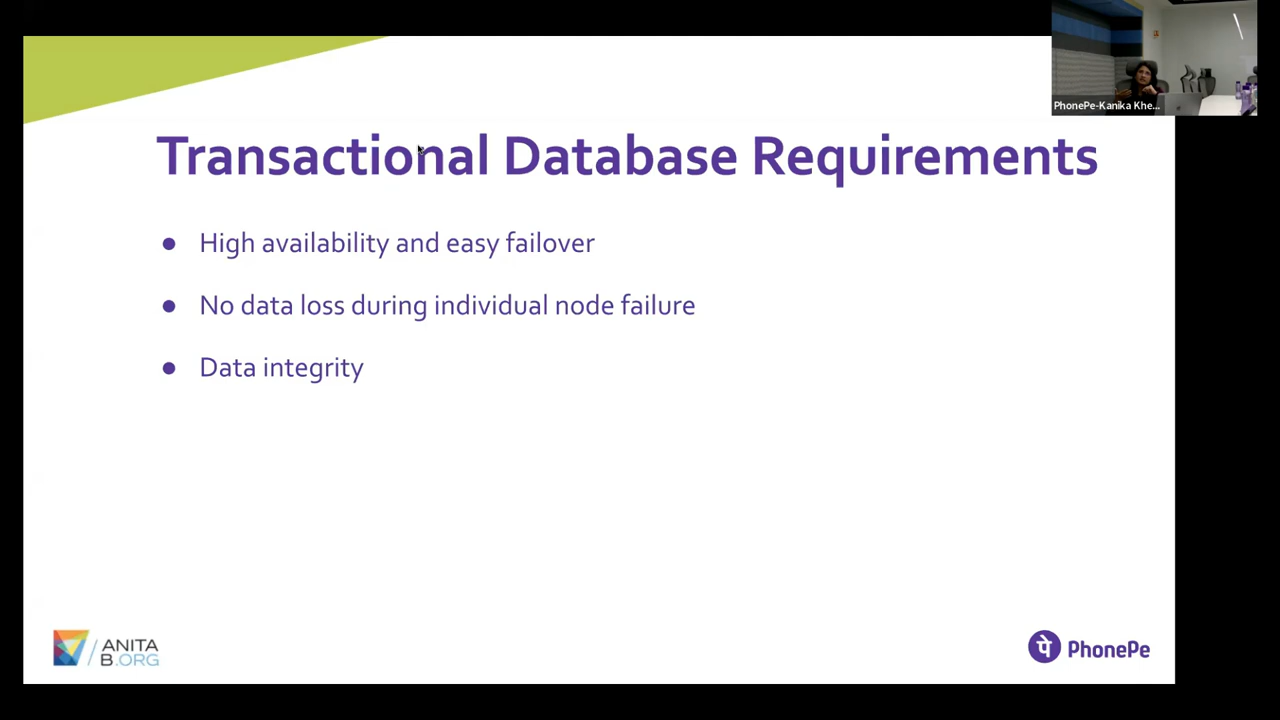 PhonePe-Kanika Khe...
Transactional Database Requirements
● High availability and easy failover
● No data loss during individual node failure
● Data integrity
ANITA
B.ORG
पे PhonePe